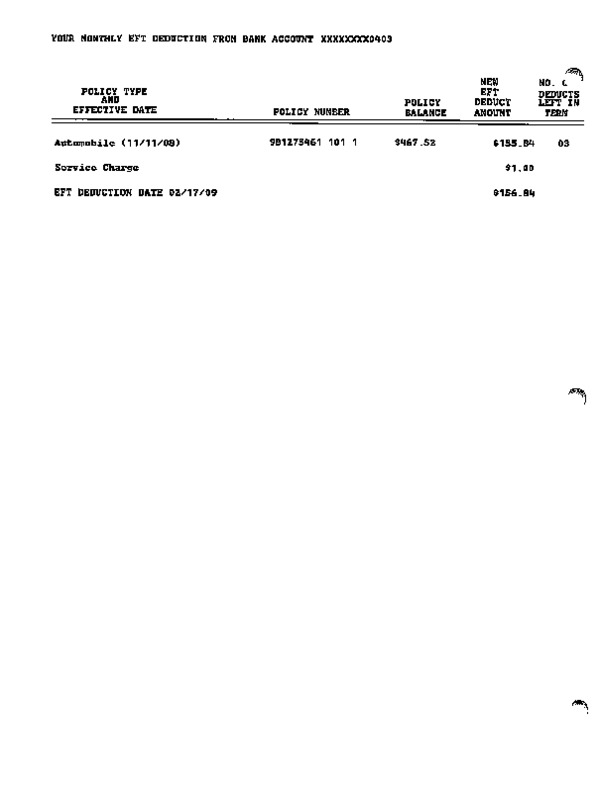 YOUR MONTHLY EFT DEDUCTION FROM BANK ACCOUNT XXXXXXXX0403
POLICY TYPE AND EFFECTIVE DATE
POLICY NUMBER
POLICY BALANCE
NEW EFT DEDUCT AMOUNT
NO. DEDUCTS LEFT IN TERM
Automobile (11/11/08) 981275461 101 1 $467.52 $155.84 03
Service Charge $1.00
EFT DEDUCTION DATE 02/17/09 $156.84